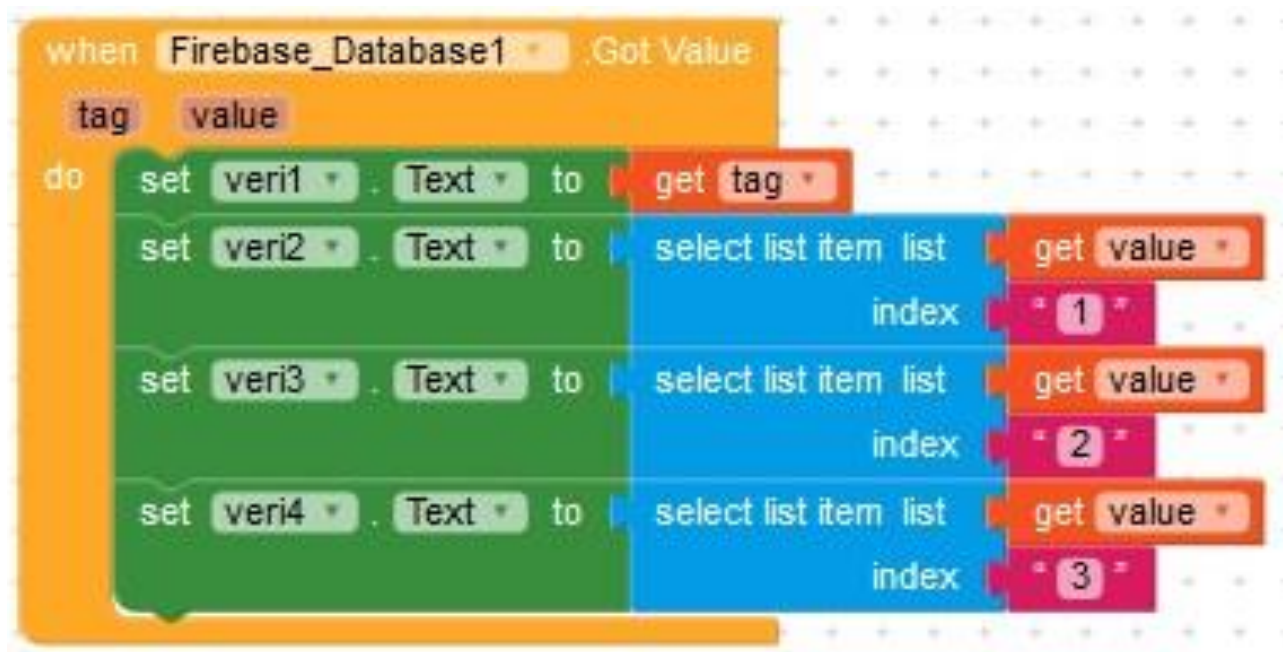 when Firebase_Database1 .Got Value
tag value
do set veri1 . Text to get tag
set veri2 . Text to select list item list get value
index " 1 "
set veri3 . Text to select list item list get value
index " 2 "
set veri4 . Text to select list item list get value
index " 3 "